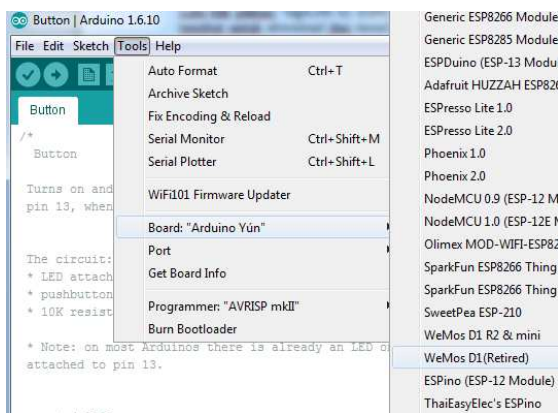 Button | Arduino 1.6.10
File Edit Sketch Tools Help
Button
/*
Button
Turns on and
pin 13, when
The circuit:
* LED attach
* pushbutton
* 10K resist
* Note: on most Arduinos there is already an LED o
attached to pin 13.
Auto Format Ctrl+T
Archive Sketch
Fix Encoding & Reload
Serial Monitor Ctrl+Shift+M
Serial Plotter Ctrl+Shift+L
WiFi101 Firmware Updater
Board: "Arduino Yún"
Port
Get Board Info
Programmer: "AVRISP mkII"
Burn Bootloader
Generic ESP8266 Module
Generic ESP8285 Module
ESPDuino (ESP-13 Modu
Adafruit HUZZAH ESP826
ESPresso Lite 1.0
ESPresso Lite 2.0
Phoenix 1.0
Phoenix 2.0
NodeMCU 0.9 (ESP-12 M
NodeMCU 1.0 (ESP-12E M
Olimex MOD-WIFI-ESP82
SparkFun ESP8266 Thing
SparkFun ESP8266 Thing
SweetPea ESP-210
WeMos D1 R2 & mini
WeMos D1(Retired)
ESPino (ESP-12 Module)
ThaiEasyElec's ESPino